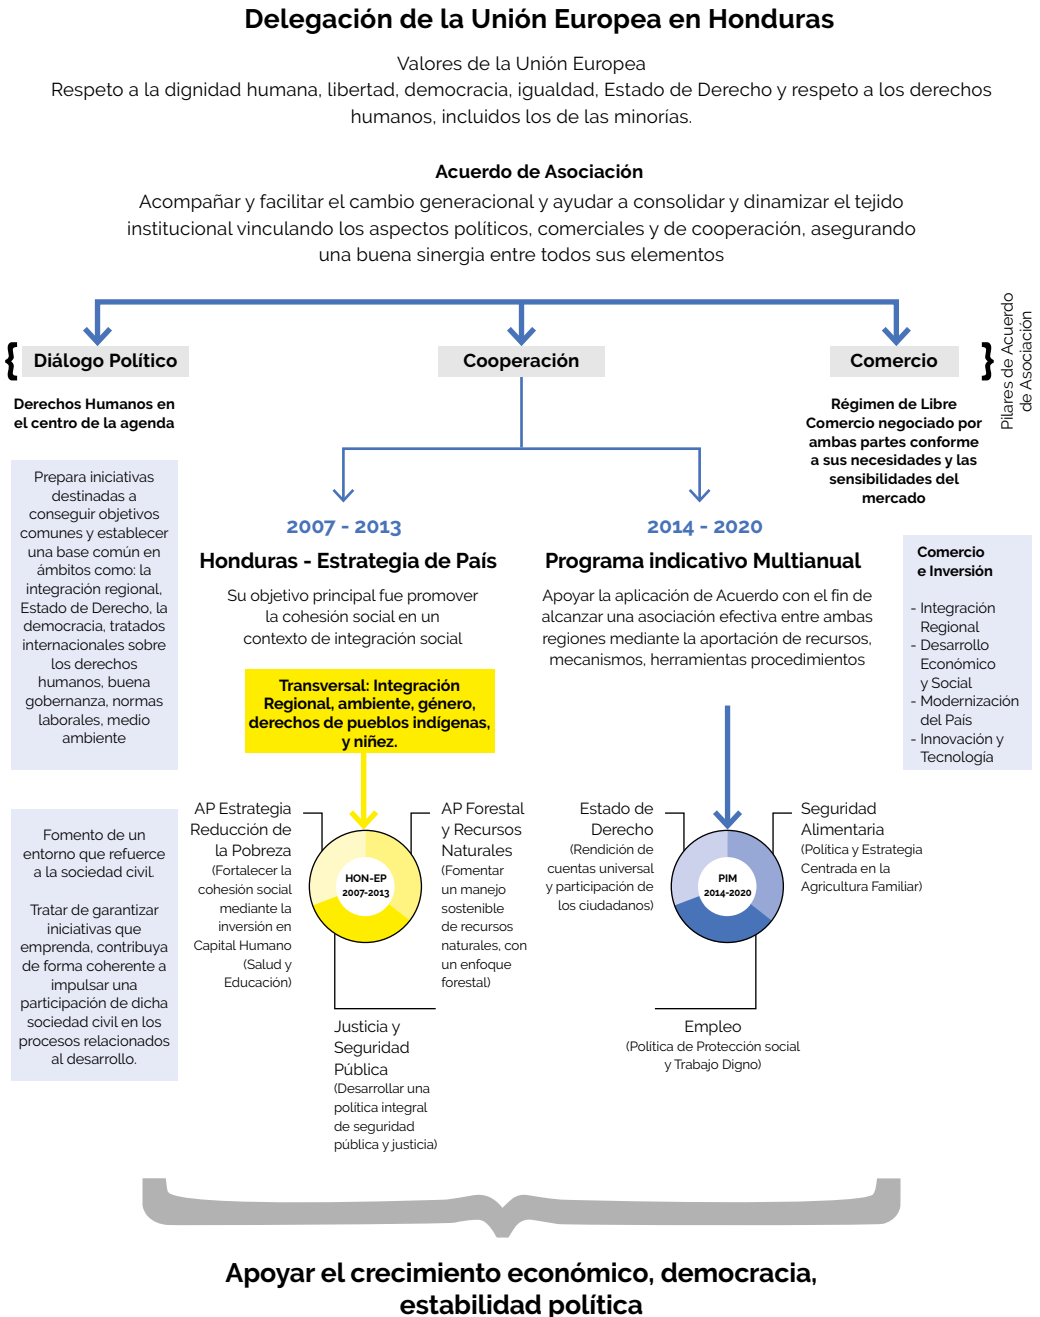 Delegación de la Unión Europea en Honduras
Valores de la Unión Europea
Respeto a la dignidad humana, libertad, democracia, igualdad, Estado de Derecho y respeto a los derechos
humanos, incluidos los de las minorías.
Acuerdo de Asociación
Acompañar y facilitar el cambio generacional y ayudar a consolidar y dinamizar el tejido
institucional vinculando los aspectos políticos, comerciales y de cooperación, asegurando
una buena sinergia entre todos sus elementos
{ Diálogo Político
Cooperación
Comercio }
Pilares de Acuerdo
de Asociación
Derechos Humanos en
el centro de la agenda
Prepara iniciativas
destinadas a
conseguir objetivos
comunes y establecer
una base común en
ámbitos como: la
integración regional,
Estado de Derecho, la
democracia, tratados
internacionales sobre
los derechos
humanos, buena
gobernanza, normas
laborales, medio
ambiente
Fomento de un
entorno que refuerce
a la sociedad civil.
Tratar de garantizar
iniciativas que
emprenda, contribuya
de forma coherente a
impulsar una
participación de dicha
sociedad civil en los
procesos relacionados
al desarrollo.
2007 - 2013
Honduras - Estrategia de País
Su objetivo principal fue promover
la cohesión social en un
contexto de integración social
Transversal: Integración
Regional, ambiente, género,
derechos de pueblos indígenas,
y niñez.
AP Estrategia
Reducción de
la Pobreza
(Fortalecer la
cohesión social
mediante la
inversión en
Capital Humano
(Salud y
Educación)
HON-EP
2007-2013
AP Forestal
y Recursos
Naturales
(Fomentar
un manejo
sostenible
de recursos
naturales, con
un enfoque
forestal)
Justicia y
Seguridad
Pública
(Desarrollar una
política integral
de seguridad
pública y justicia)
2014 - 2020
Programa indicativo Multianual
Apoyar la aplicación de Acuerdo con el fin de
alcanzar una asociación efectiva entre ambas
regiones mediante la aportación de recursos,
mecanismos, herramientas procedimientos
Estado de
Derecho
(Rendición de
cuentas universal
y participación de
los ciudadanos)
PIM
2014-2020
Seguridad
Alimentaria
(Política y Estrategia
Centrada en la
Agricultura Familiar)
Empleo
(Política de Protección social
y Trabajo Digno)
Régimen de Libre
Comercio negociado por
ambas partes conforme
a sus necesidades y las
sensibilidades del
mercado
Comercio
e Inversión
- Integración
Regional
- Desarrollo
Económico
y Social
- Modernización
del País
- Innovación y
Tecnología
Apoyar el crecimiento económico, democracia,
estabilidad política